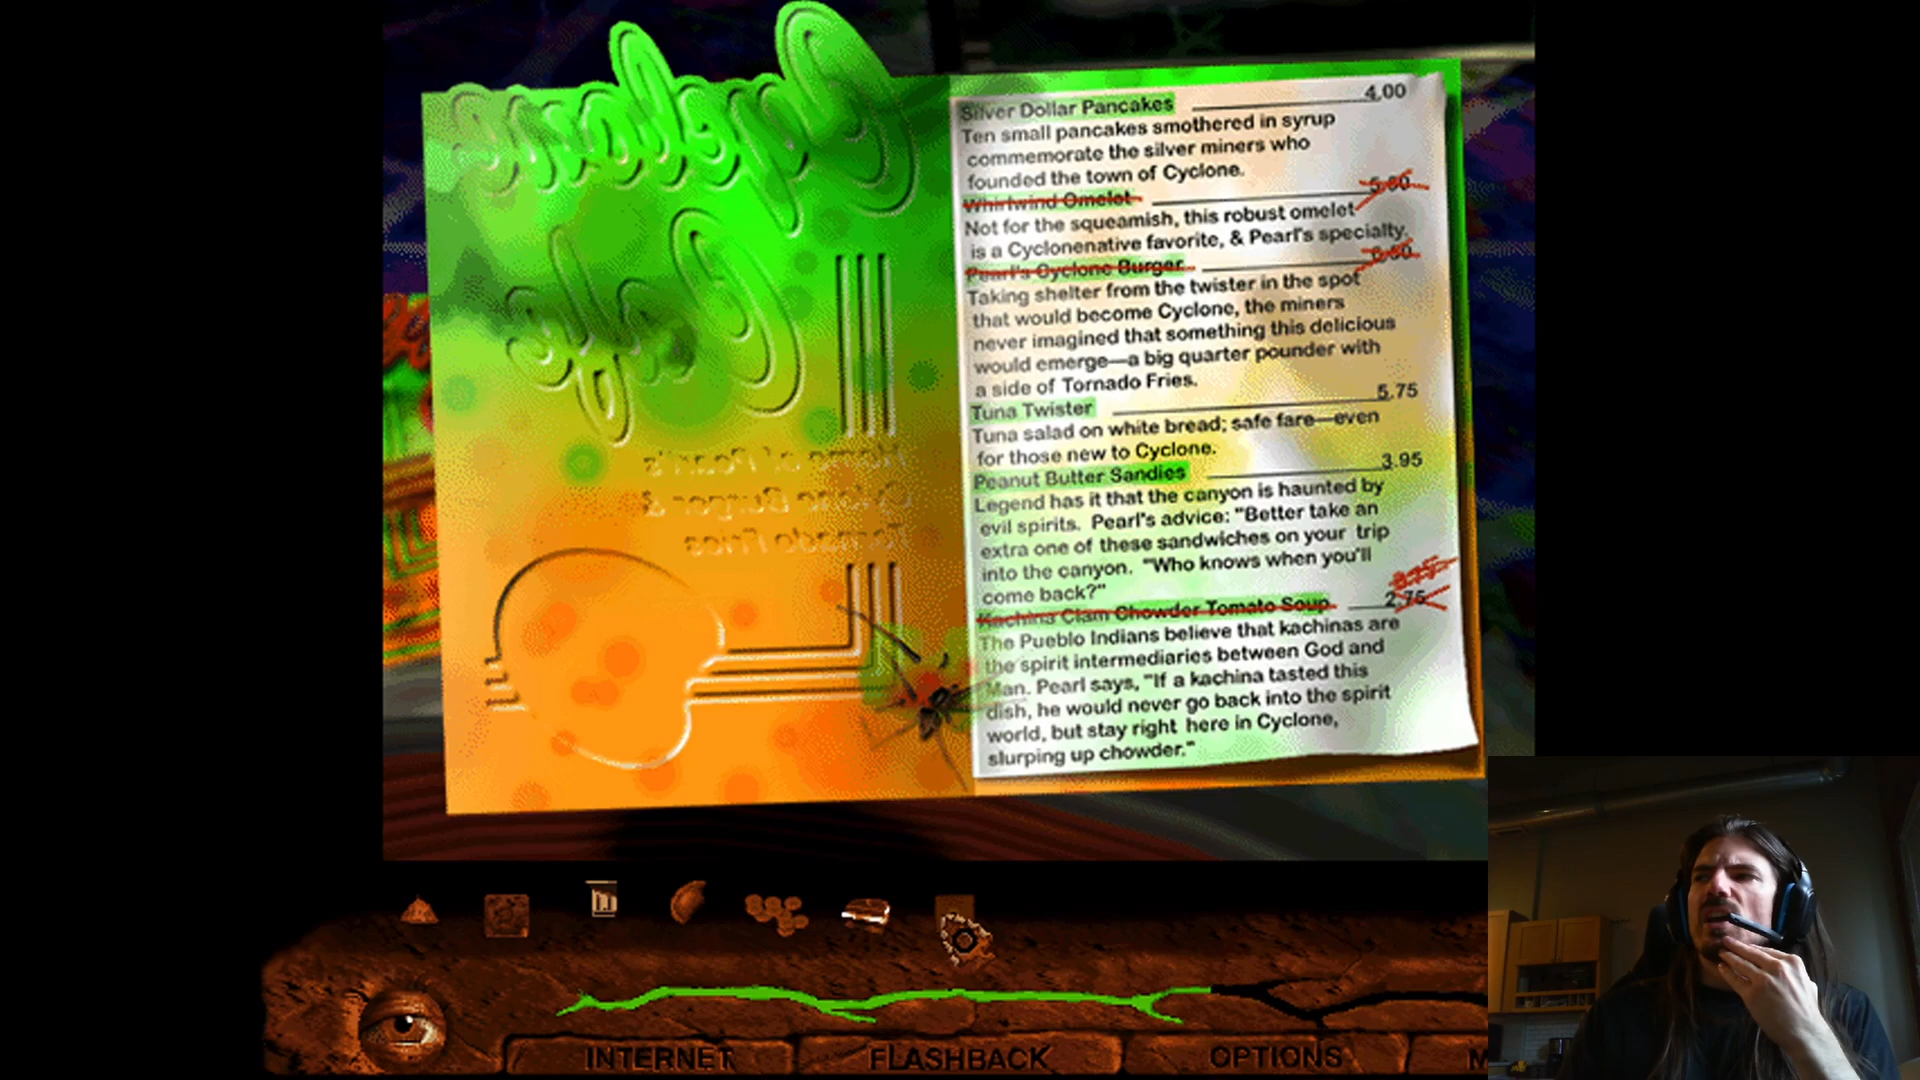 Cyclone
Cafe
Home of Pearl's
Cyclone Burger &
Tornado Fries
Silver Dollar Pancakes 4.00
Ten small pancakes smothered in syrup
commemorate the silver miners who
founded the town of Cyclone.
Whirlwind Omelet
Not for the squeamish, this robust omelet
is a Cyclonenative favorite, & Pearl's specialty.
Pearl's Cyclone Burger
Taking shelter from the twister in the spot
that would become Cyclone, the miners
never imagined that something this delicious
would emerge—a big quarter pounder with
a side of Tornado Fries.
Tuna Twister 5.75
Tuna salad on white bread; safe fare—even
for those new to Cyclone.
Peanut Butter Sandies 3.95
Legend has it that the canyon is haunted by
evil spirits. Pearl's advice: "Better take an
extra one of these sandwiches on your trip
into the canyon. "Who knows when you'll
come back?"
Kachina Clam Chowder Tomato Soup 2.75
The Pueblo Indians believe that kachinas are
the spirit intermediaries between God and
Man. Pearl says, "If a kachina tasted this
dish, he would never go back into the spirit
world, but stay right here in Cyclone,
slurping up chowder."
INTERNET
FLASHBACK
OPTIONS
M